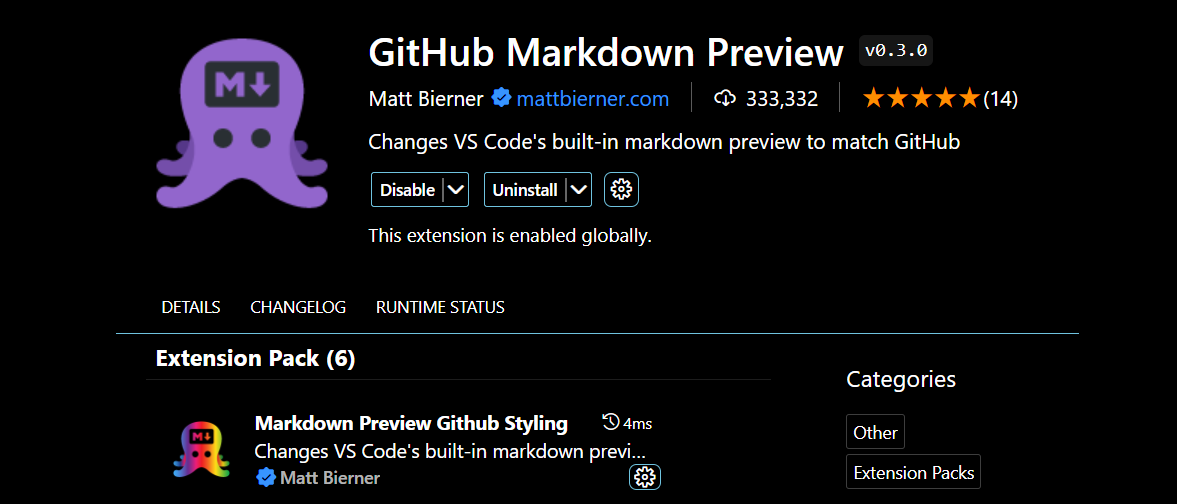 M↓
GitHub Markdown Preview v0.3.0
Matt Bierner mattbierner.com 333,332 ★★★★★(14)
Changes VS Code's built-in markdown preview to match GitHub
Disable Uninstall
This extension is enabled globally.
DETAILS CHANGELOG RUNTIME STATUS
Extension Pack (6)
Categories
M↓
Markdown Preview Github Styling 4ms
Other
Changes VS Code's built-in markdown previ...
Extension Packs
Matt Bierner